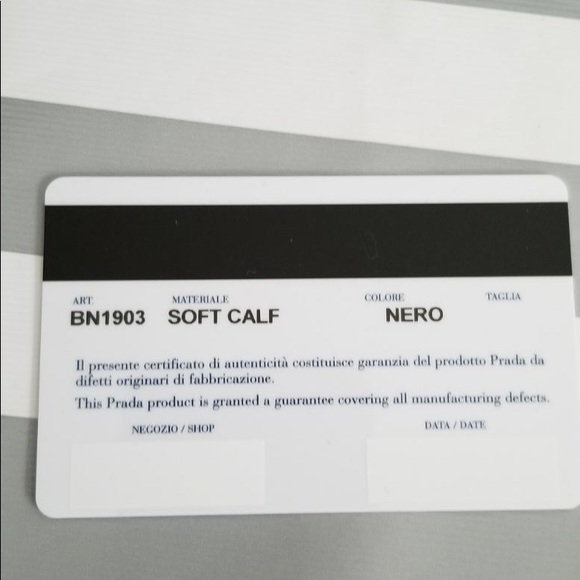 ART. MATERIALE COLORE TAGLIA
BN1903 SOFT CALF NERO
Il presente certificato di autenticità costituisce garanzia del prodotto Prada da
difetti originari di fabbricazione.
This Prada product is granted a guarantee covering all manufacturing defects.
NEGOZIO / SHOP DATA / DATE